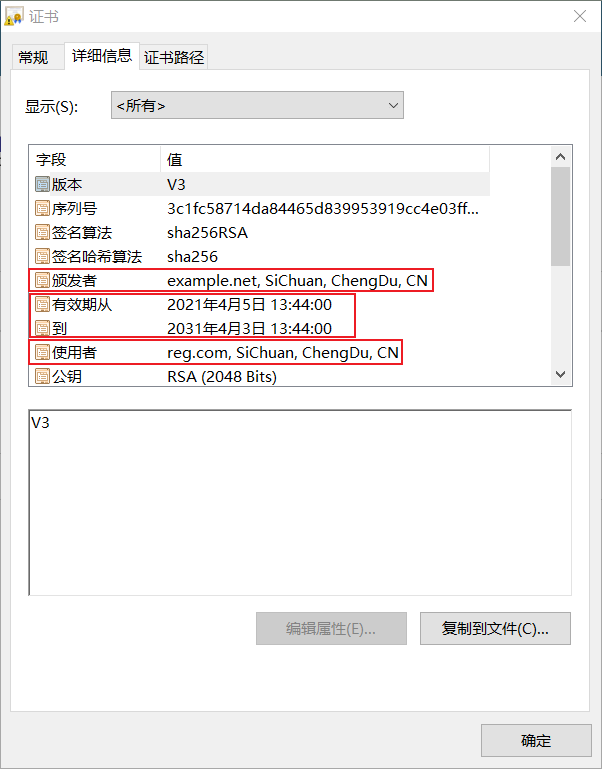 证书
常规 详细信息 证书路径
显示(S): <所有>
字段 值
版本 V3
序列号 3c1fc58714da84465d839953919cc4e03ff...
签名算法 sha256RSA
签名哈希算法 sha256
颁发者 example.net, SiChuan, ChengDu, CN
有效期从 2021年4月5日 13:44:00
到 2031年4月3日 13:44:00
使用者 reg.com, SiChuan, ChengDu, CN
公钥 RSA (2048 Bits)
V3
编辑属性(E)... 复制到文件(C)...
确定